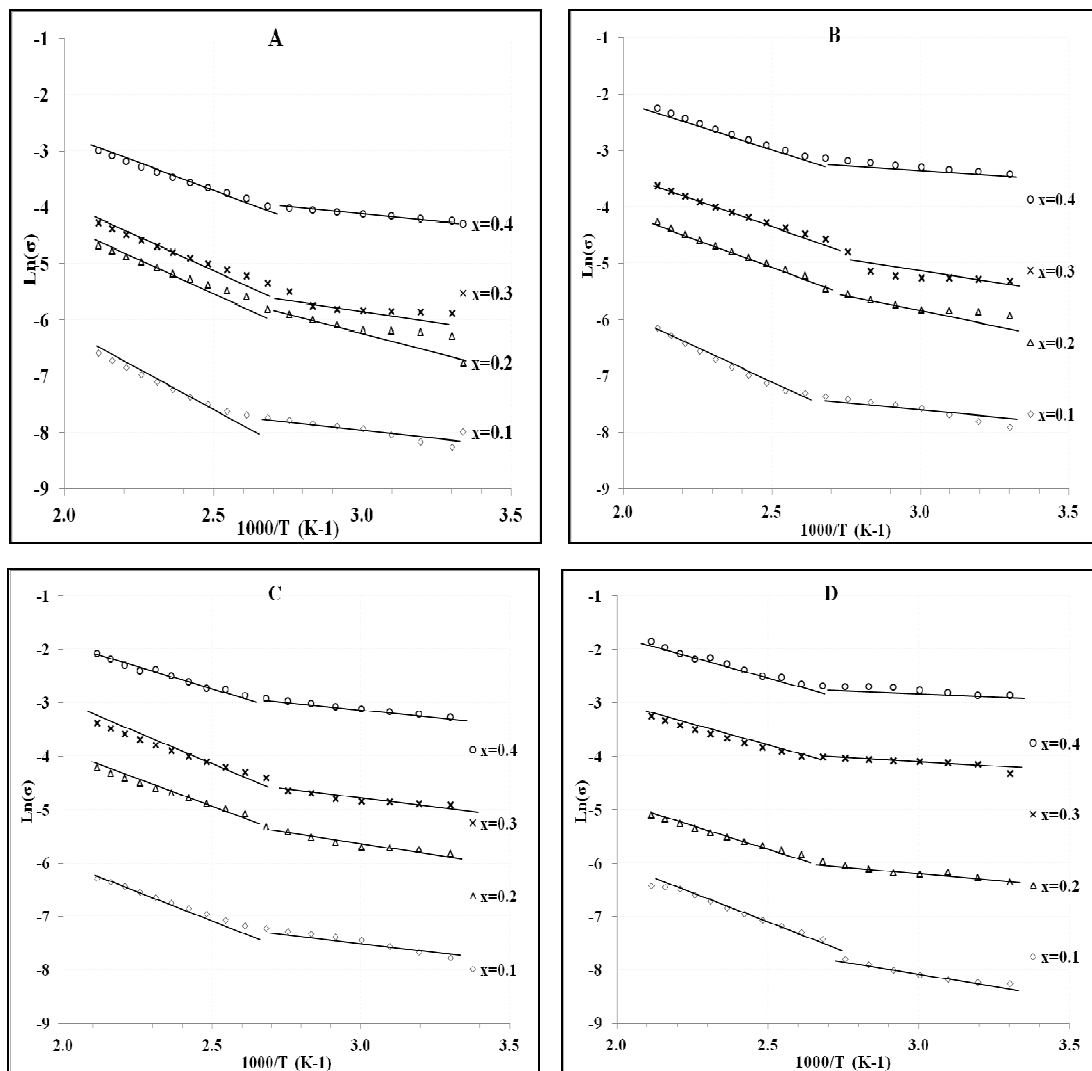 A
Ln(σ)
-1
-2
-3
-4
-5
-6
-7
-8
-9
x=0.4
x=0.3
x=0.2
x=0.1
2.0 2.5 3.0 3.5
1000/T (K-1)
B
Ln(σ)
-1
-2
-3
-4
-5
-6
-7
-8
-9
x=0.4
x=0.3
x=0.2
x=0.1
2.0 2.5 3.0 3.5
1000/T (K-1)
C
Ln(σ)
-1
-2
-3
-4
-5
-6
-7
-8
-9
x=0.4
x=0.3
x=0.2
x=0.1
2.0 2.5 3.0 3.5
1000/T (K-1)
D
Ln(σ)
-1
-2
-3
-4
-5
-6
-7
-8
-9
x=0.4
x=0.3
x=0.2
x=0.1
2.0 2.5 3.0 3.5
1000/T (K-1)